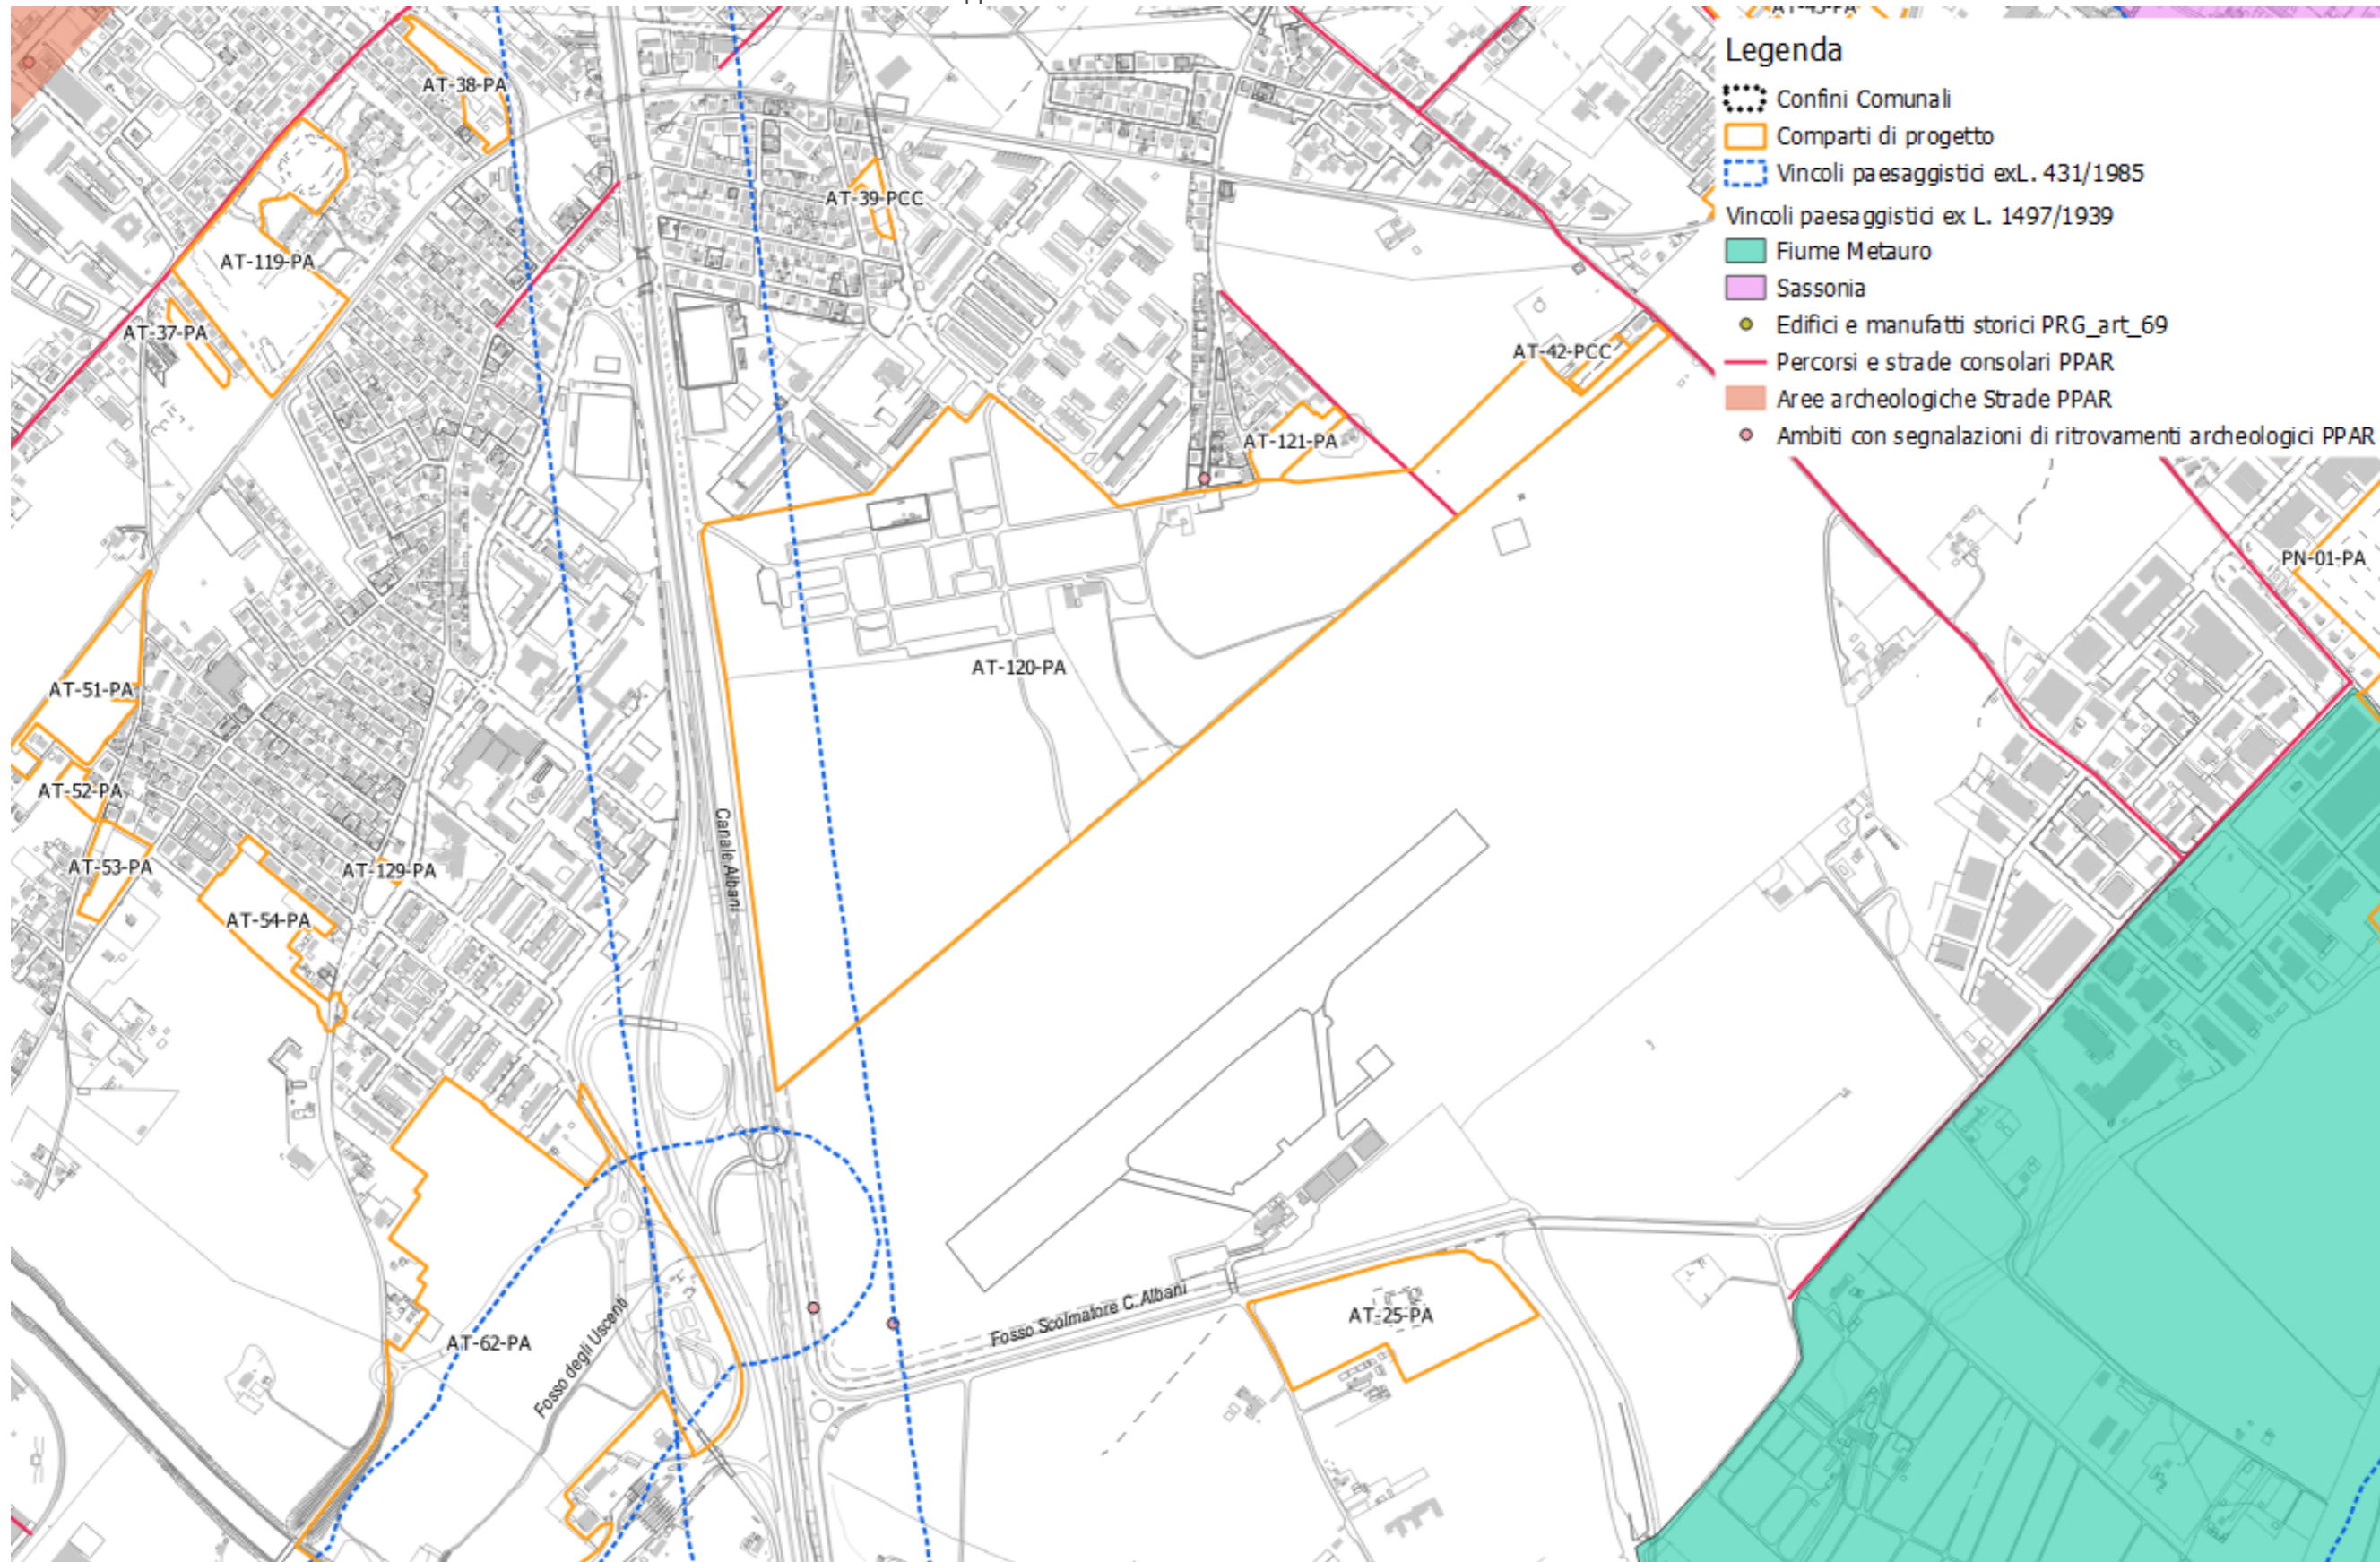 AT-45-PA
Legenda
Confini Comunali
Comparti di progetto
Vincoli paesaggistici exL. 431/1985
Vincoli paesaggistici ex L. 1497/1939
Fiume Metauro
Sassonia
Edifici e manufatti storici PRG_art_69
Percorsi e strade consolari PPAR
Aree archeologiche Strade PPAR
Ambiti con segnalazioni di ritrovamenti archeologici PPAR
AT-38-PA
AT-39-PCC
AT-119-PA
AT-37-PA
AT-42-PCC
AT-121-PA
PN-01-PA
AT-120-PA
AT-51-PA
AT-52-PA
AT-53-PA
AT-129-PA
AT-54-PA
Canale Albani
AT-62-PA
Fosso degli Uscenti
Fosso Scolmatore C. Albani
AT-25-PA